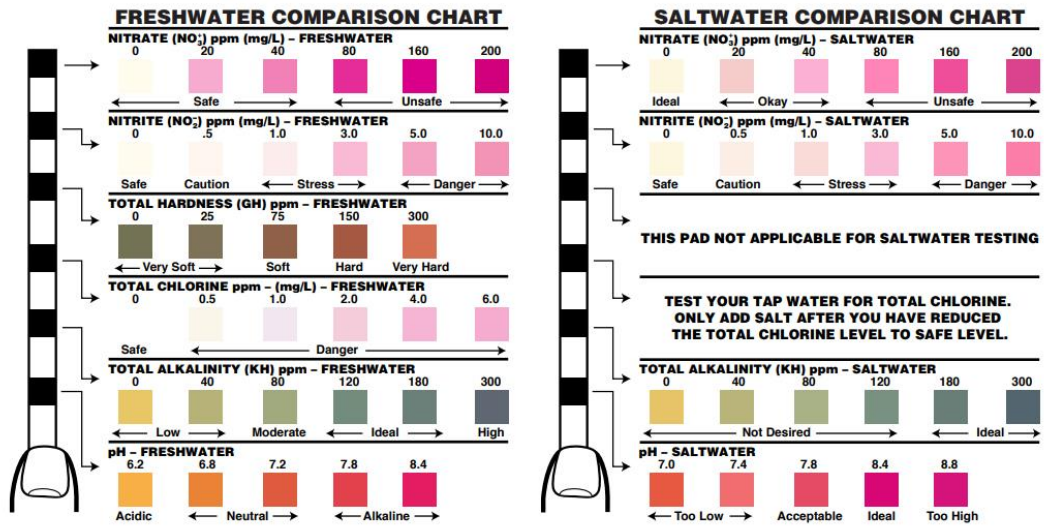 FRESHWATER COMPARISON CHART
NITRATE (NO₃⁻) ppm (mg/L) – FRESHWATER
0 20 40 80 160 200
Safe Unsafe
NITRITE (NO₂⁻) ppm (mg/L) – FRESHWATER
0 .5 1.0 3.0 5.0 10.0
Safe Caution Stress Danger
TOTAL HARDNESS (GH) ppm – FRESHWATER
0 25 75 150 300
Very Soft Soft Hard Very Hard
TOTAL CHLORINE ppm – (mg/L) – FRESHWATER
0 0.5 1.0 2.0 4.0 6.0
Safe Danger
TOTAL ALKALINITY (KH) ppm – FRESHWATER
0 40 80 120 180 300
Low Moderate Ideal High
pH – FRESHWATER
6.2 6.8 7.2 7.8 8.4
Acidic Neutral Alkaline
SALTWATER COMPARISON CHART
NITRATE (NO₃⁻) ppm (mg/L) – SALTWATER
0 20 40 80 160 200
Ideal Okay Unsafe
NITRITE (NO₂⁻) ppm (mg/L) – SALTWATER
0 0.5 1.0 3.0 5.0 10.0
Safe Caution Stress Danger
THIS PAD NOT APPLICABLE FOR SALTWATER TESTING
TEST YOUR TAP WATER FOR TOTAL CHLORINE.
ONLY ADD SALT AFTER YOU HAVE REDUCED
THE TOTAL CHLORINE LEVEL TO SAFE LEVEL.
TOTAL ALKALINITY (KH) ppm – SALTWATER
0 40 80 120 180 300
Not Desired Ideal
pH – SALTWATER
7.0 7.4 7.8 8.4 8.8
Too Low Acceptable Ideal Too High